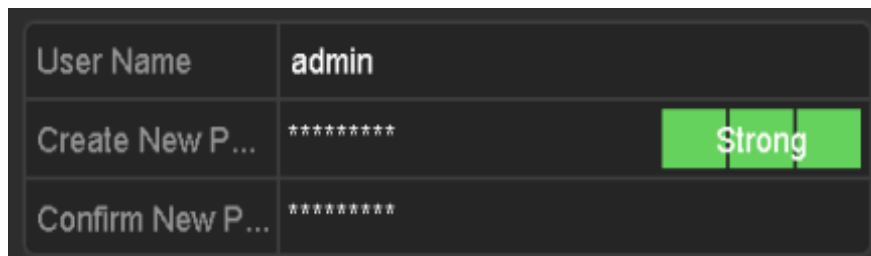 User Name admin
Create New P... ********* Strong
Confirm New P... *********